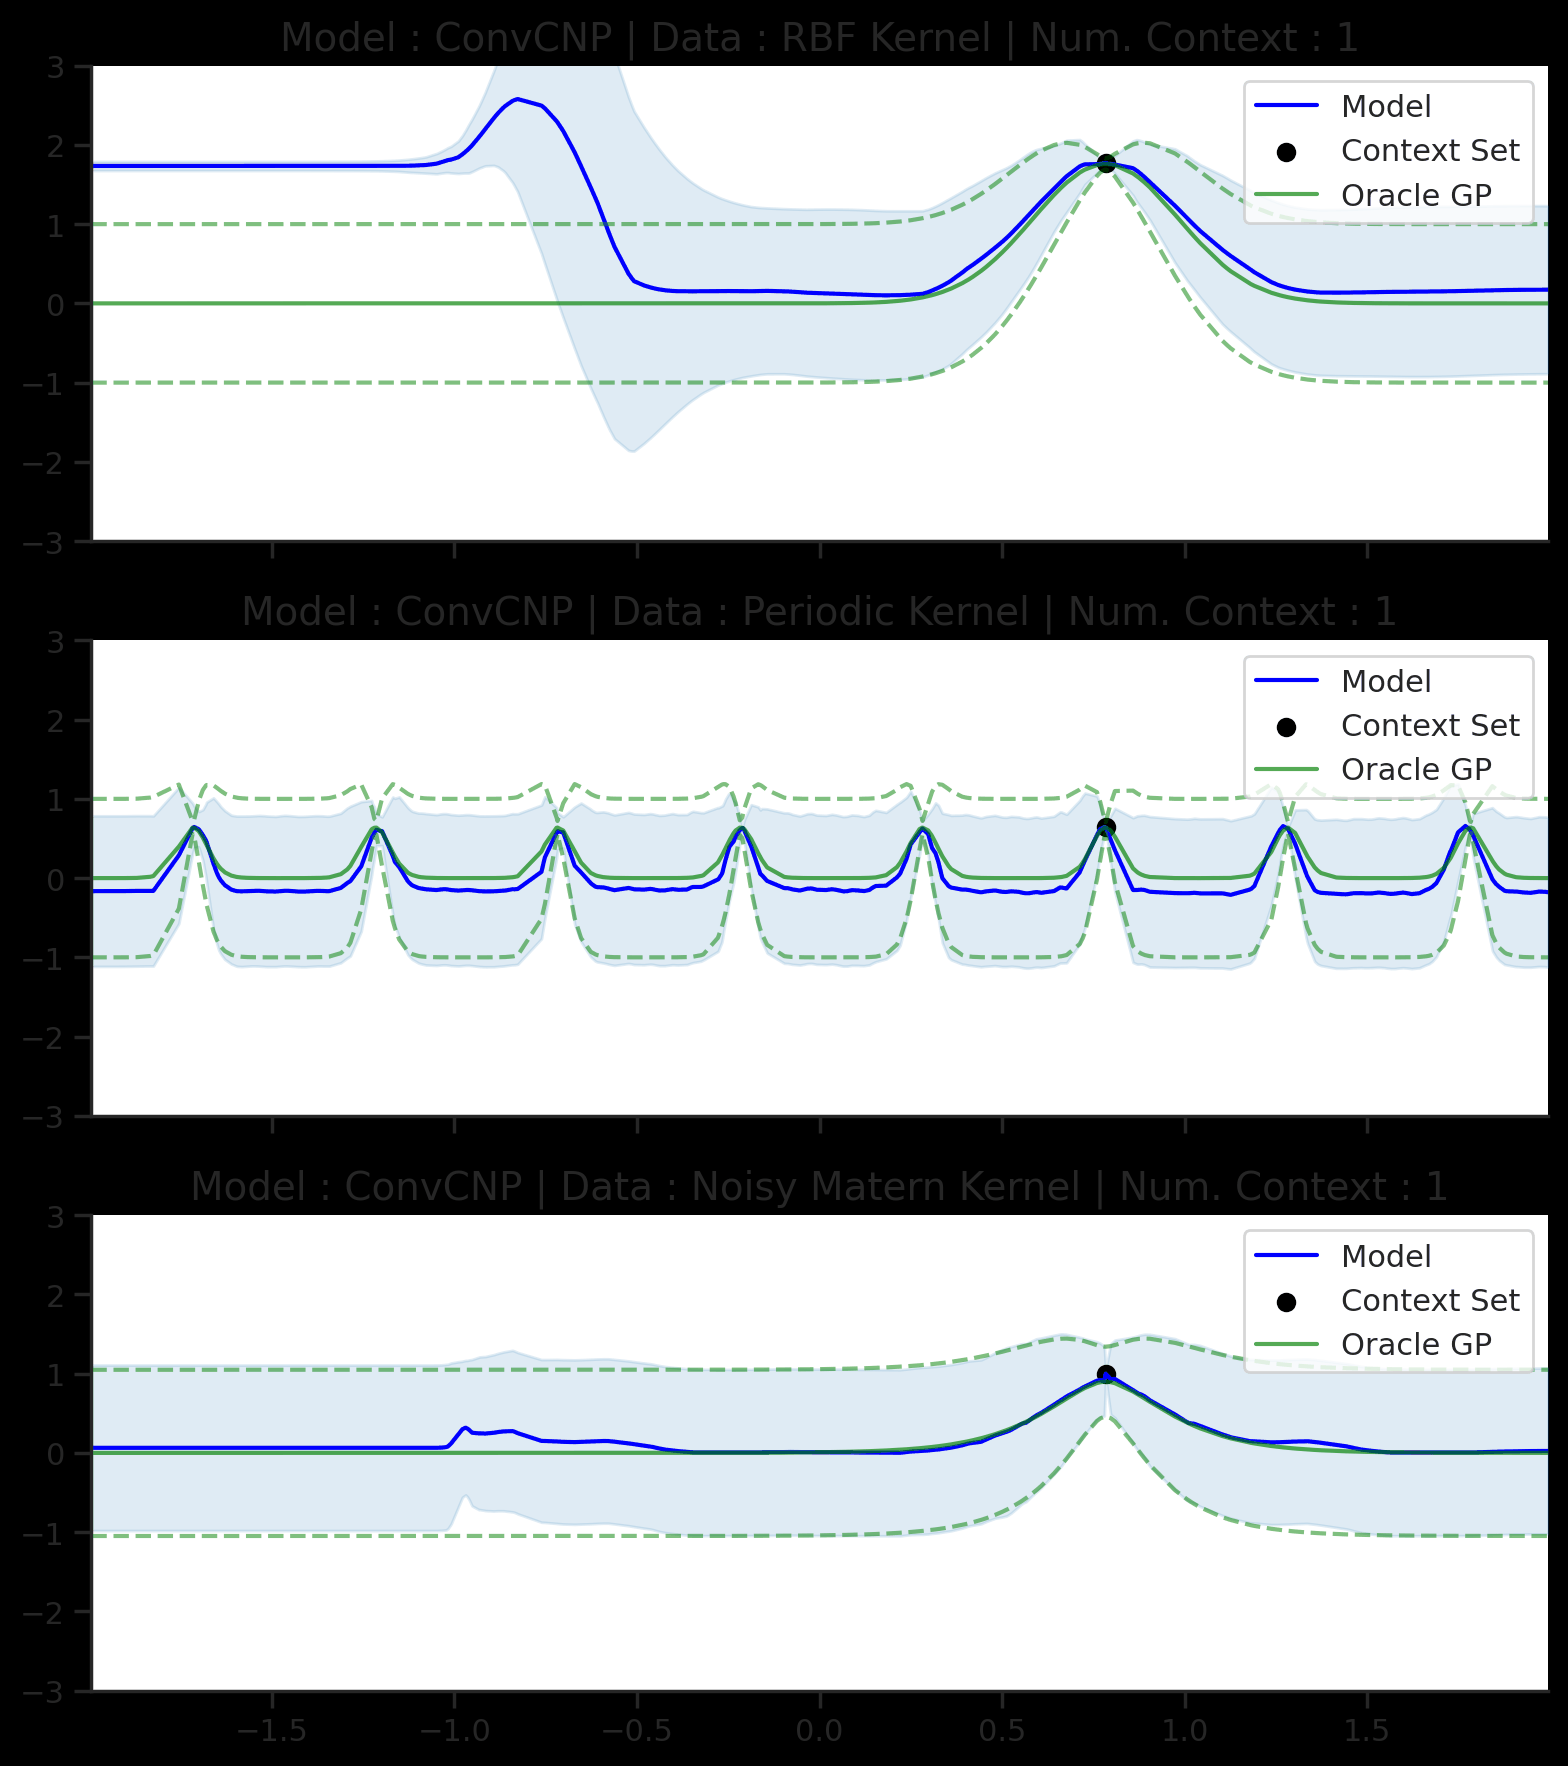 Model : ConvCNP | Data : RBF Kernel | Num. Context : 1
3
2
1
0
−1
−2
−3
Model
Context Set
Oracle GP
Model : ConvCNP | Data : Periodic Kernel | Num. Context : 1
3
2
1
0
−1
−2
−3
Model
Context Set
Oracle GP
Model : ConvCNP | Data : Noisy Matern Kernel | Num. Context : 1
3
2
1
0
−1
−2
−3
Model
Context Set
Oracle GP
−1.5 −1.0 −0.5 0.0 0.5 1.0 1.5